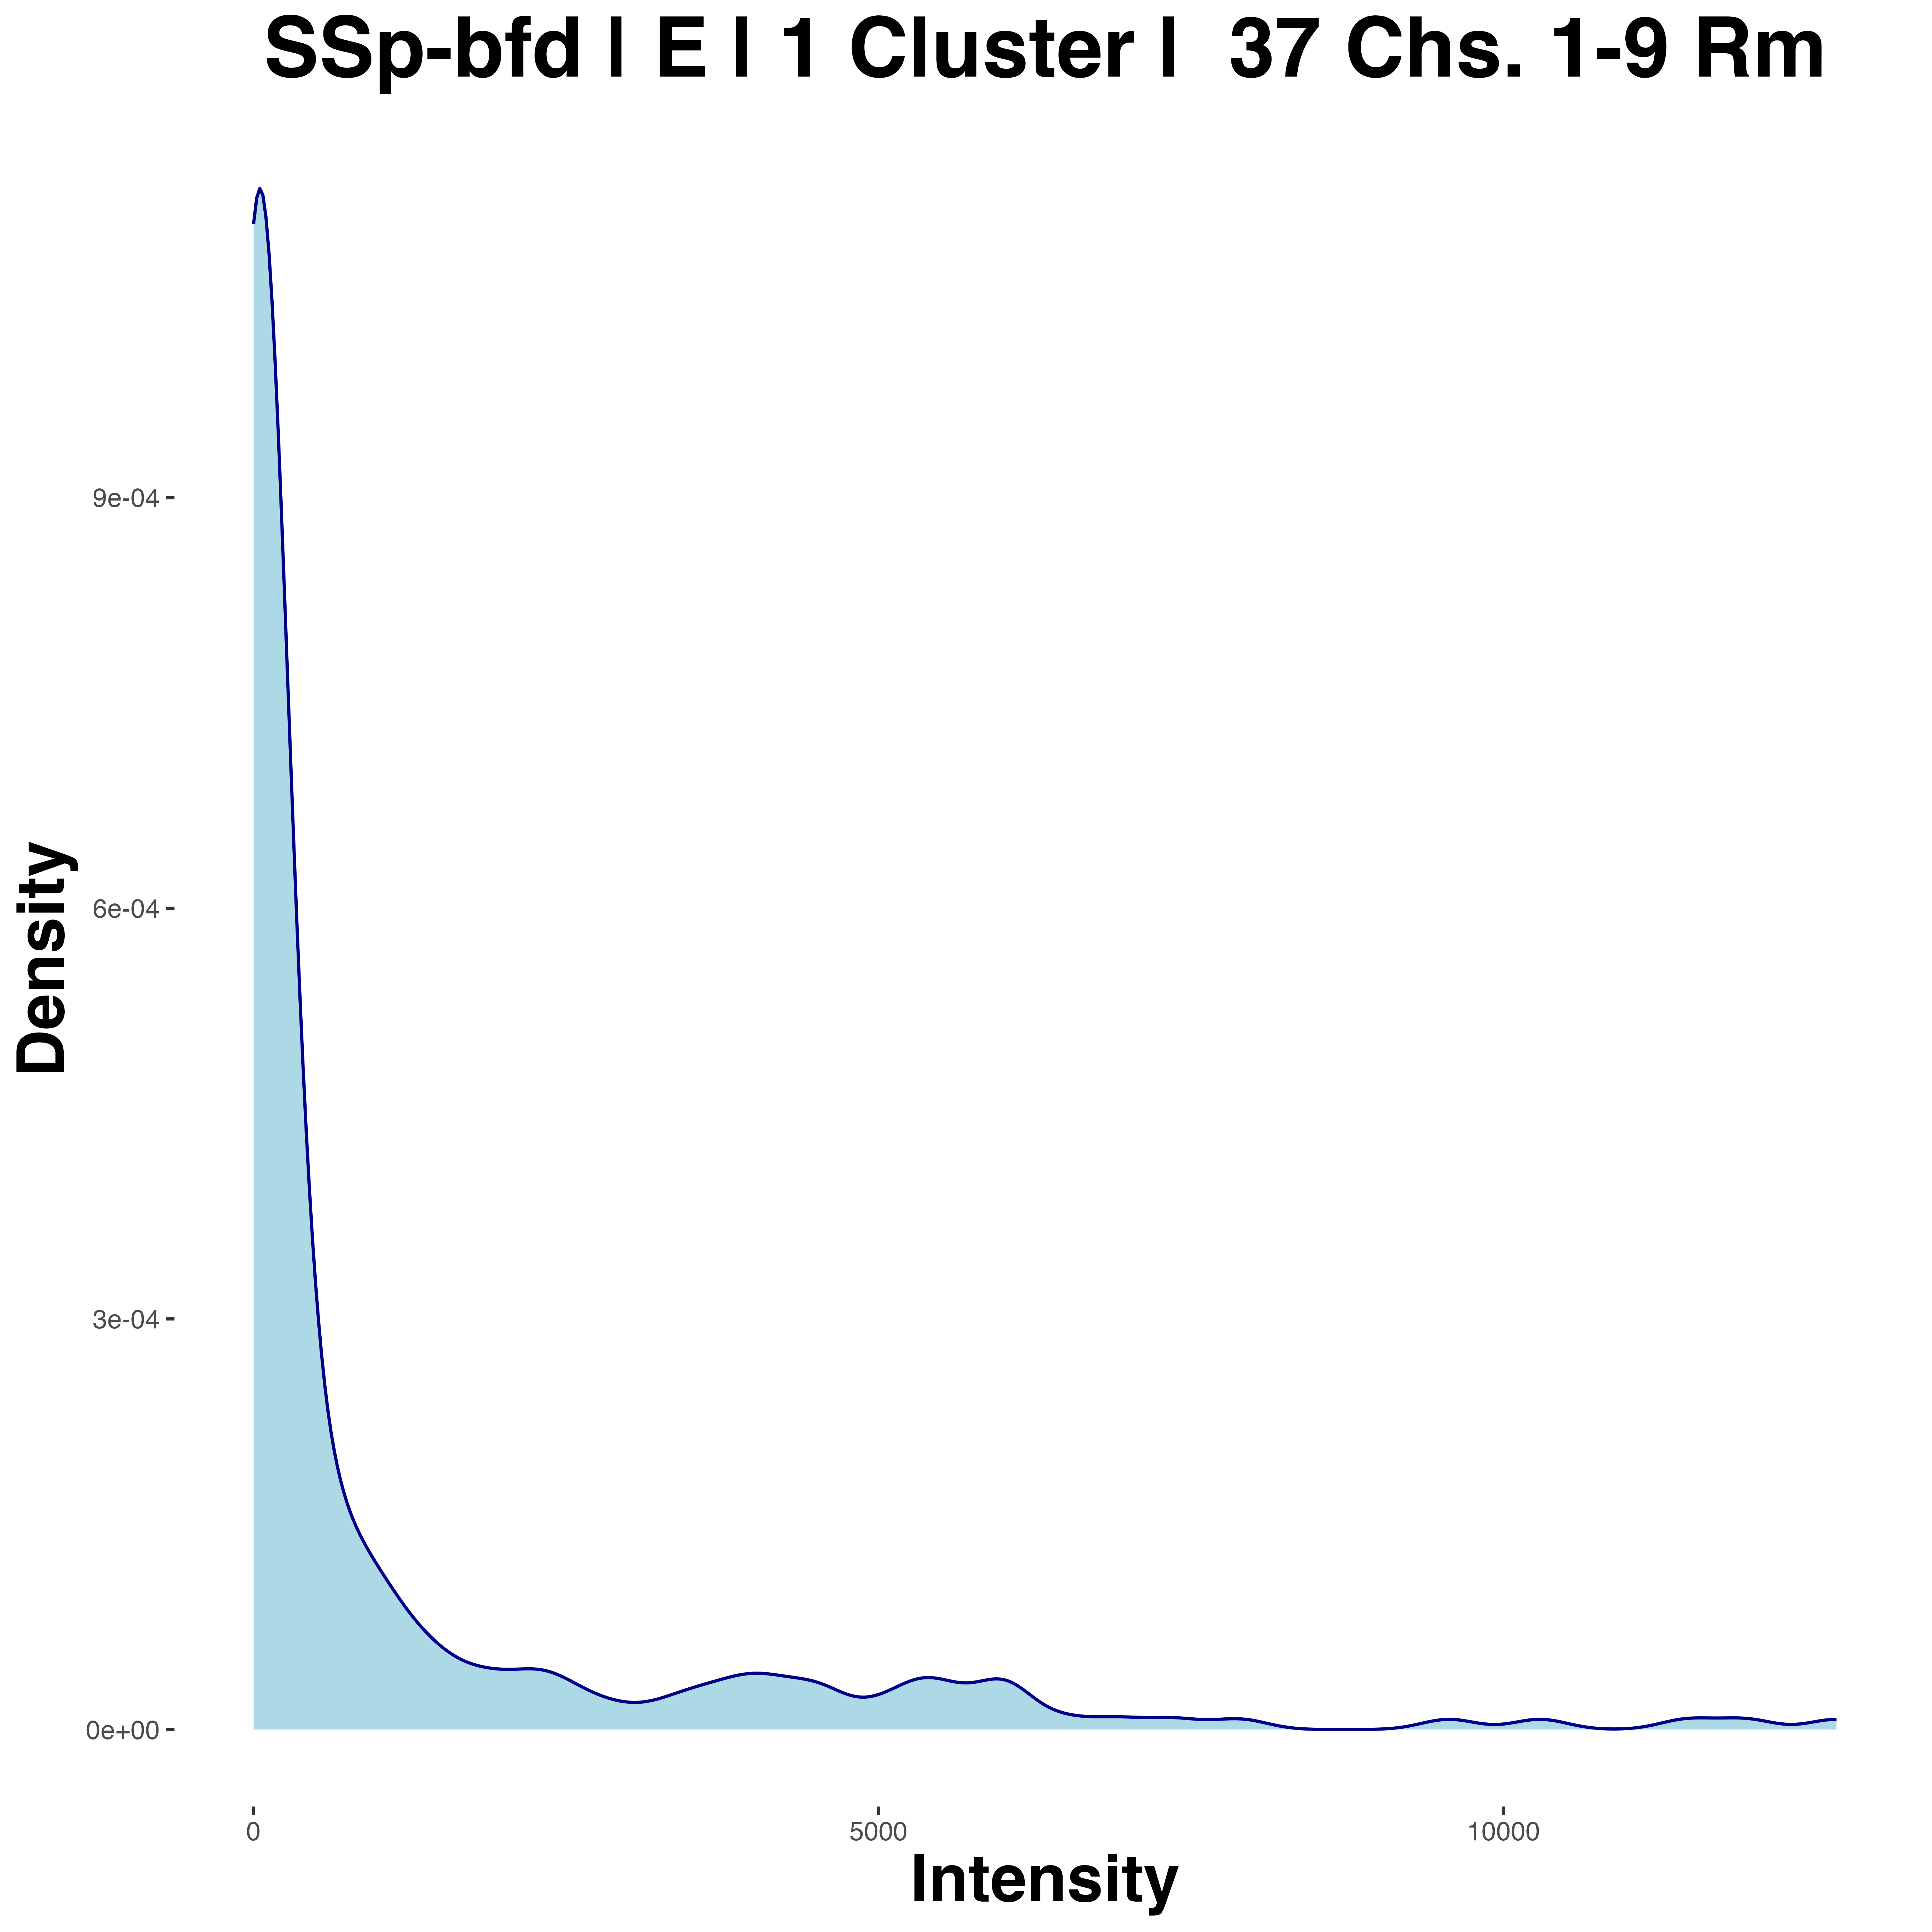 SSp-bfd | E | 1 Cluster |  37 Chs. 1-9 Rm
Density
9e-04
6e-04
3e-04
0e+00
0
5000
10000
Intensity